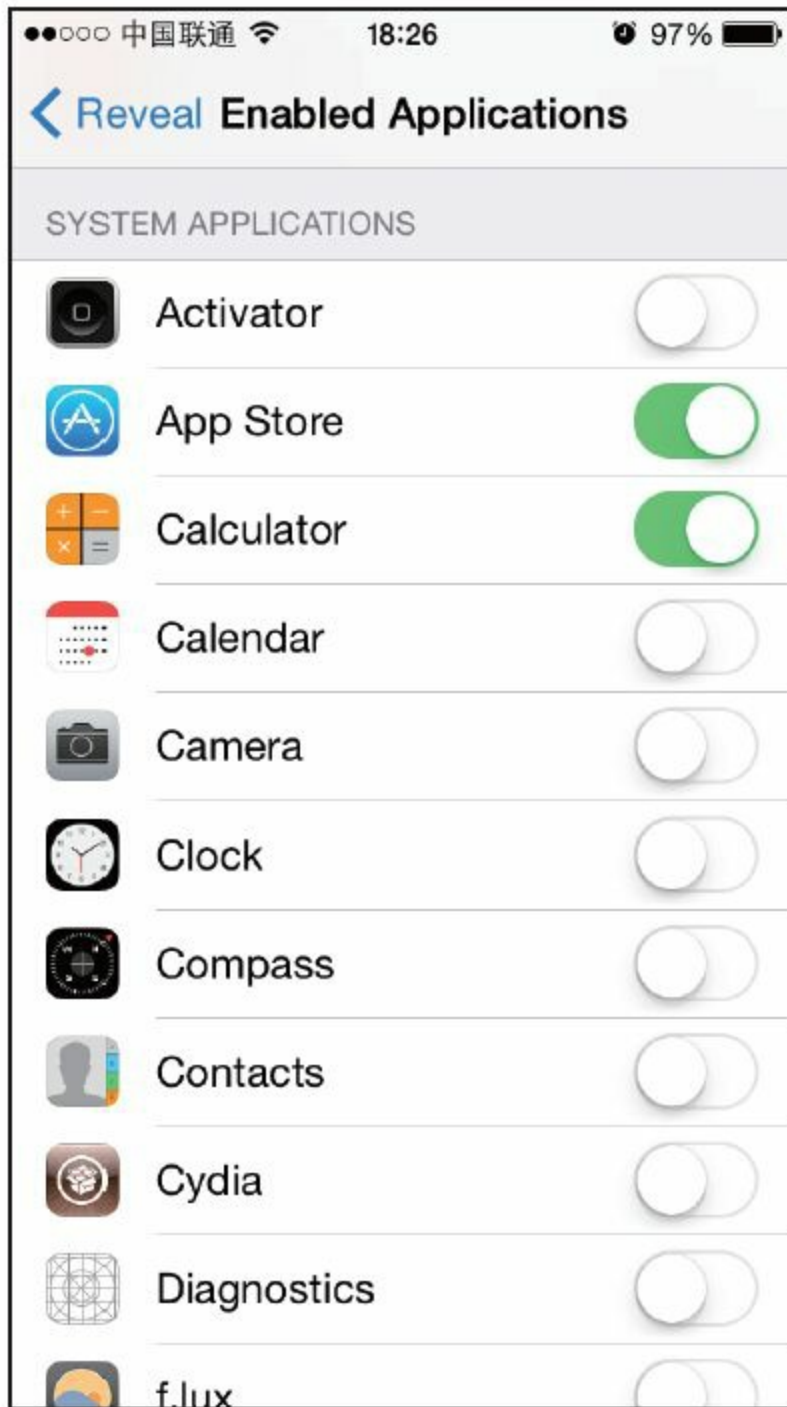 中国联通 18:26 97%
Reveal Enabled Applications
SYSTEM APPLICATIONS
Activator
App Store
Calculator
Calendar
Camera
Clock
Compass
Contacts
Cydia
Diagnostics
f.lux